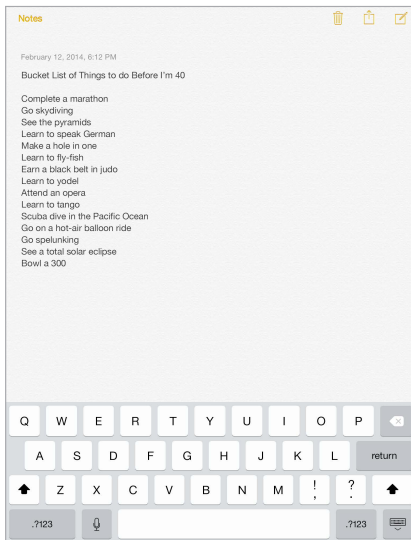 Notes
February 12, 2014, 6:12 PM
Bucket List of Things to do Before I'm 40
Complete a marathon
Go skydiving
See the pyramids
Learn to speak German
Make a hole in one
Learn to fly-fish
Earn a black belt in judo
Learn to yodel
Attend an opera
Learn to tango
Scuba dive in the Pacific Ocean
Go on a hot-air balloon ride
Go spelunking
See a total solar eclipse
Bowl a 300
Q W E R T Y U I O P
A S D F G H J K L return
Z X C V B N M ! , ? .
.?123 .?123